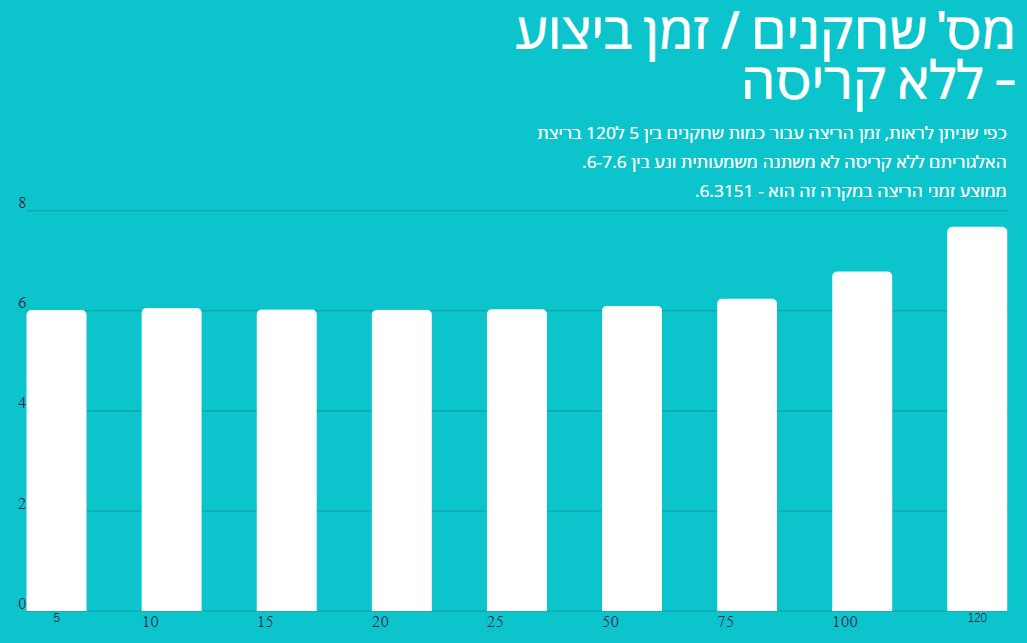 מס' שחקנים / זמן ביצוע
– ללא קריסה
כפי שניתן לראות, זמן הריצה עבור כמות שחקנים בין 5 ל120 בריצת
האלגוריתם ללא קריסה לא משתנה משמעותית ונע בין 6-7.6.
ממוצע זמני הריצה במקרה זה הוא - 6.3151.
8
6
4
2
0
5 10 15 20 25 50 75 100 120